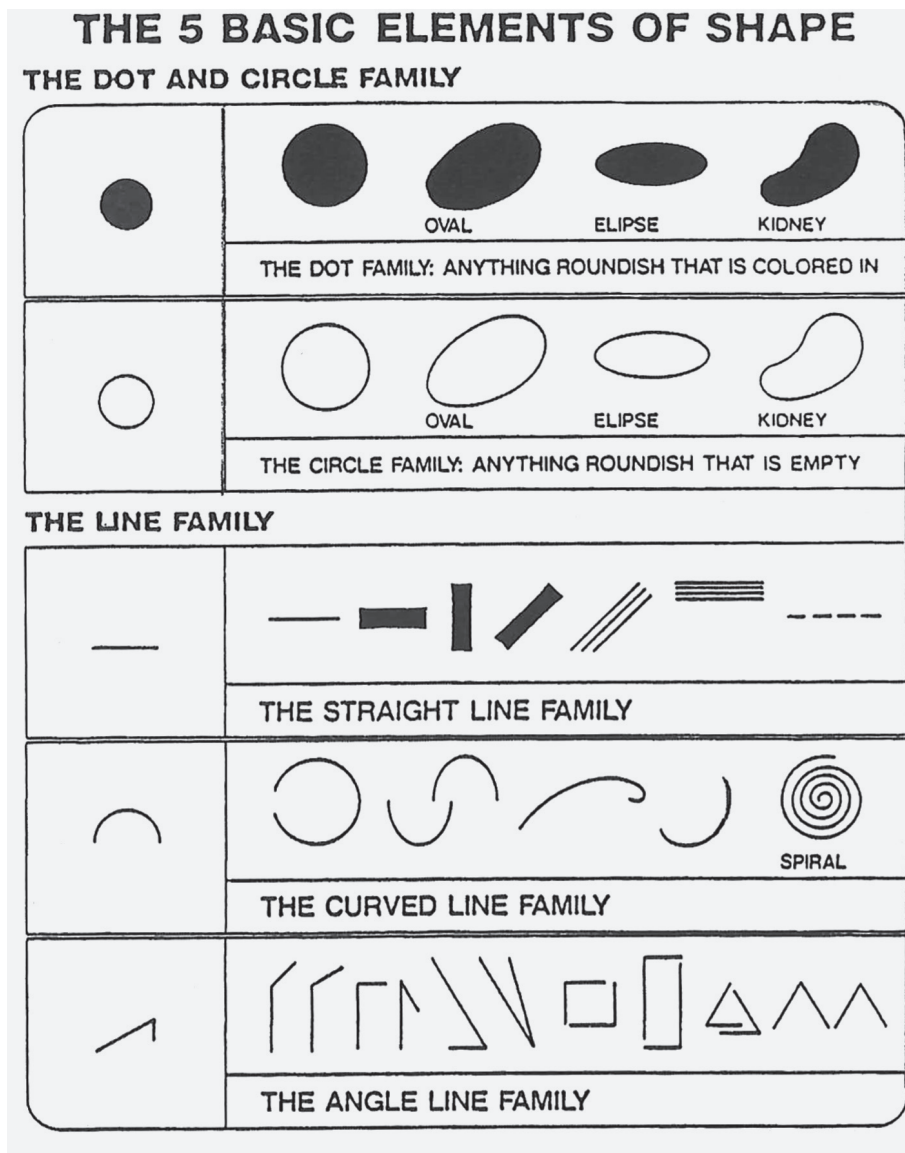 THE 5 BASIC ELEMENTS OF SHAPE
THE DOT AND CIRCLE FAMILY
OVAL ELIPSE KIDNEY
THE DOT FAMILY: ANYTHING ROUNDISH THAT IS COLORED IN
OVAL ELIPSE KIDNEY
THE CIRCLE FAMILY: ANYTHING ROUNDISH THAT IS EMPTY
THE LINE FAMILY
THE STRAIGHT LINE FAMILY
SPIRAL
THE CURVED LINE FAMILY
THE ANGLE LINE FAMILY